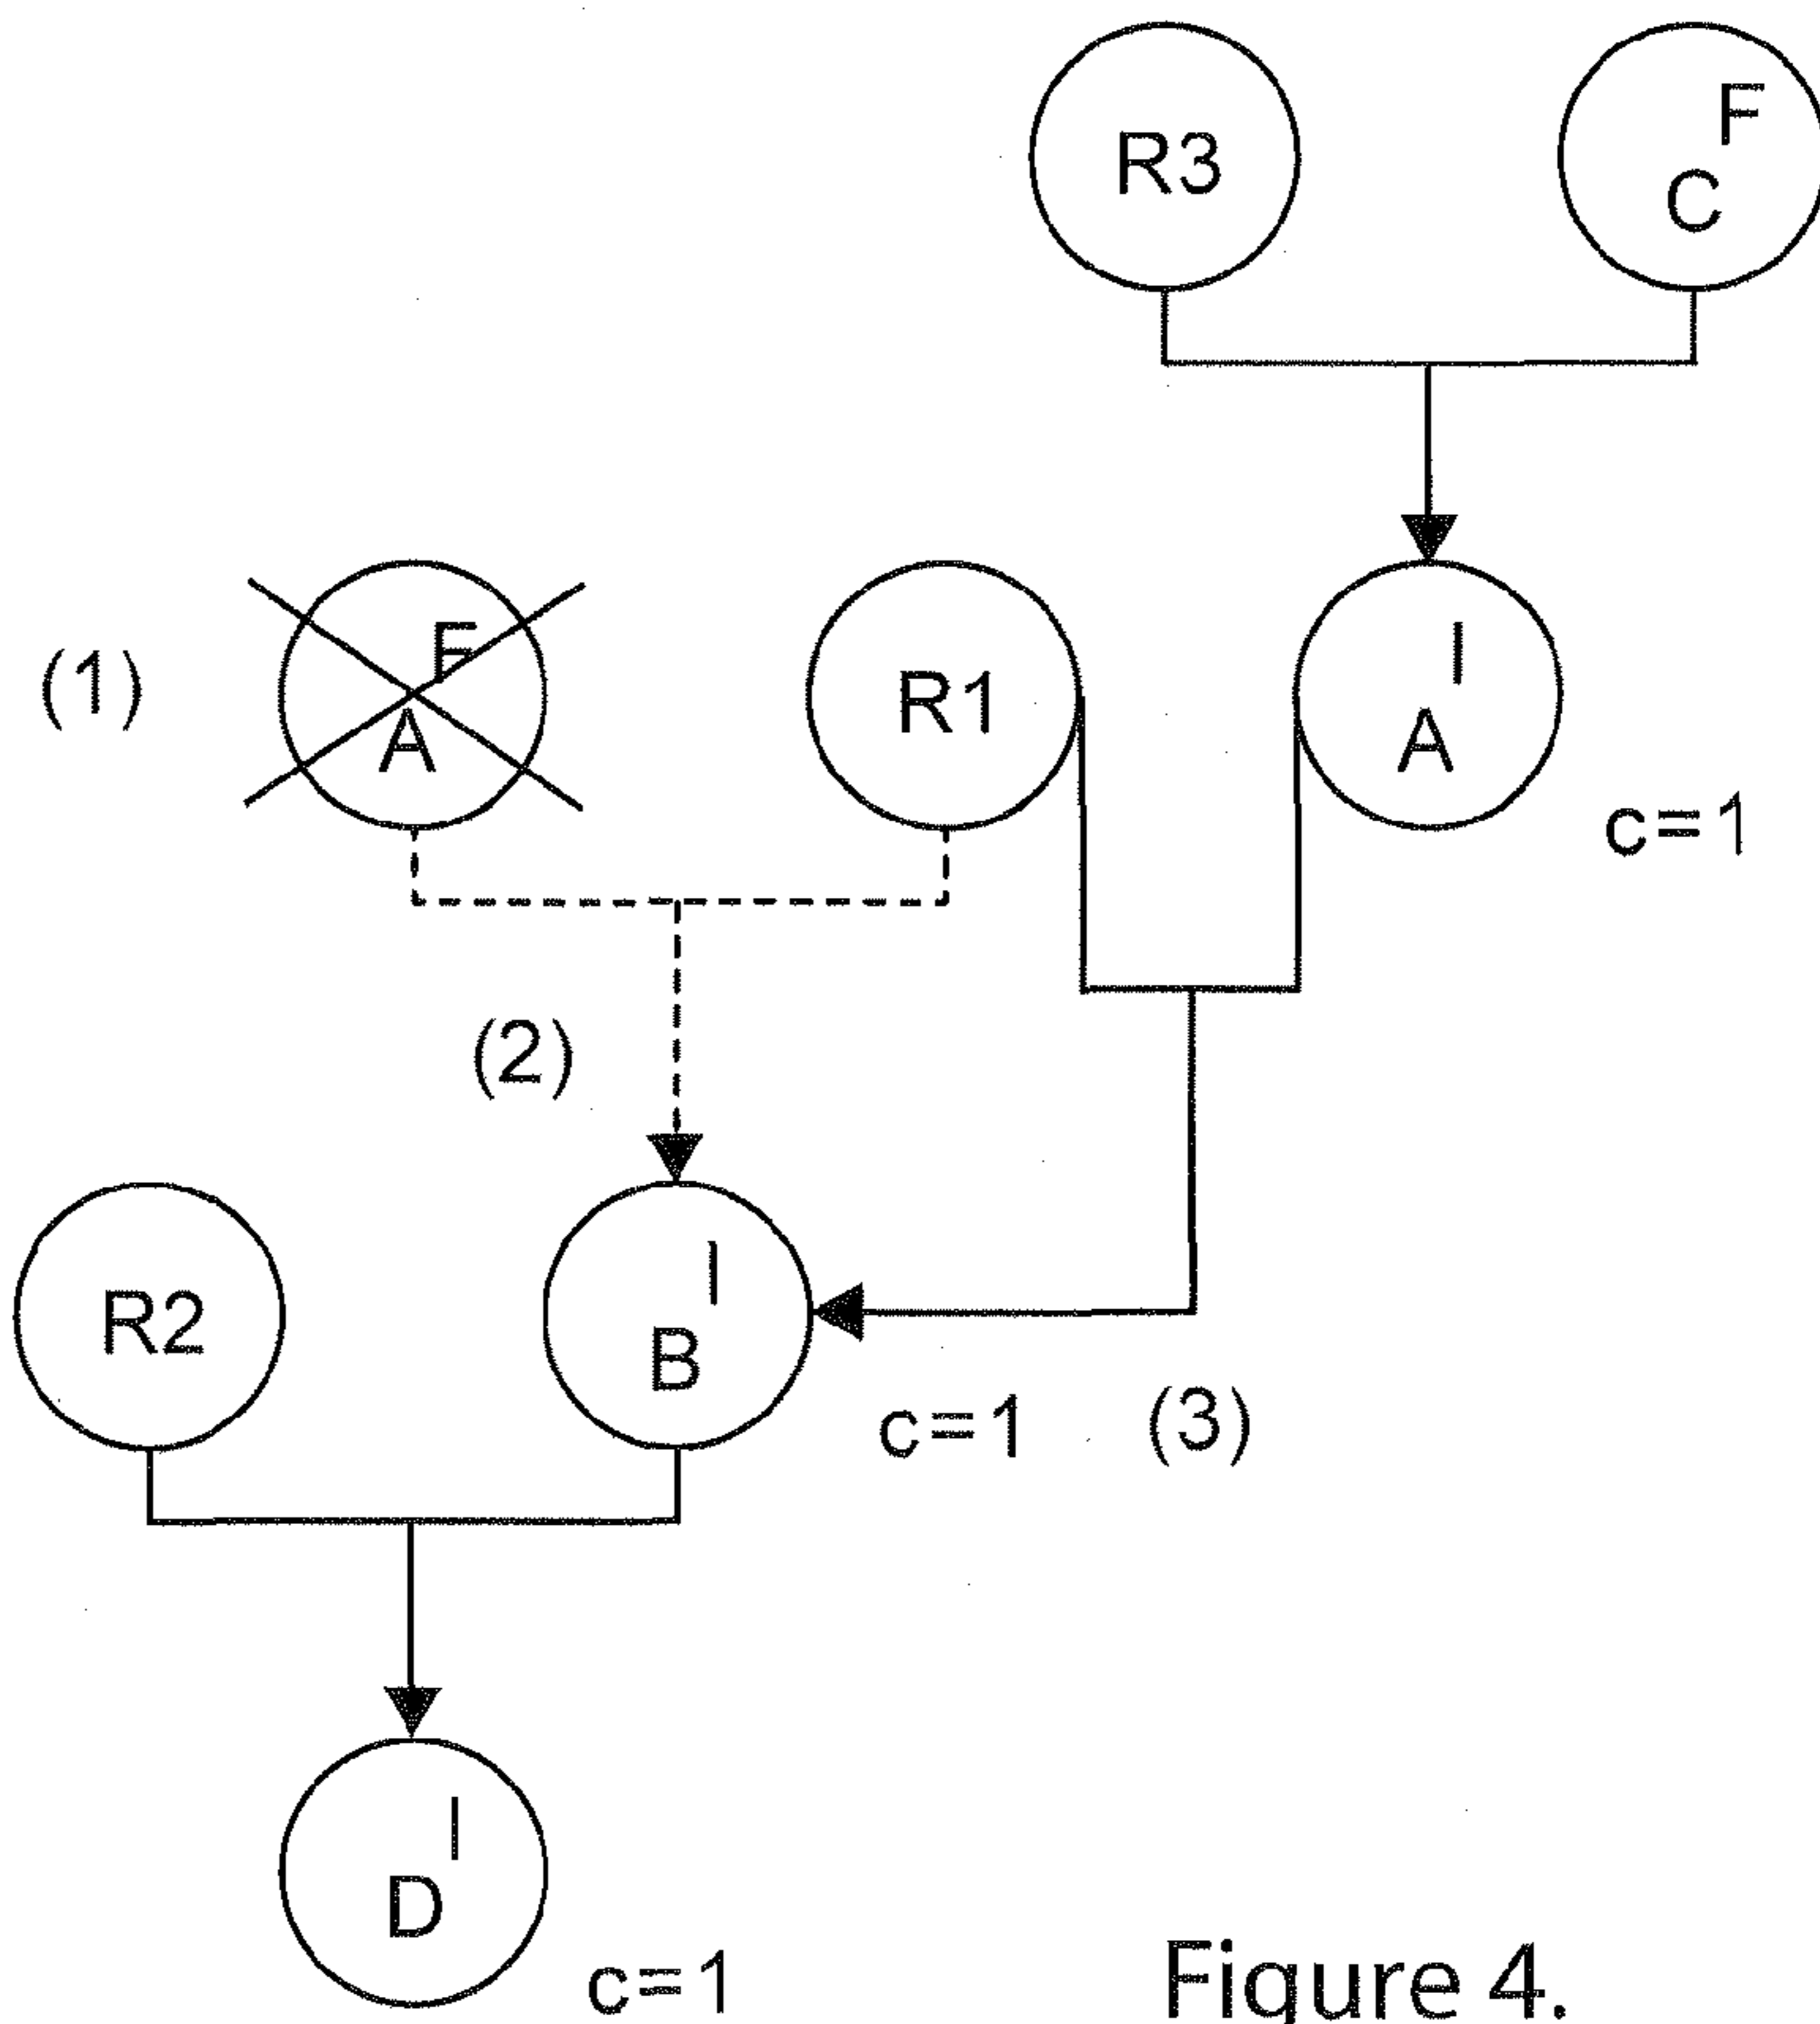 R3
F
C
(1)
F
A
R1
I
A
c=1
(2)
R2
I
B
c=1
(3)
I
D
c=1
Figure 4.